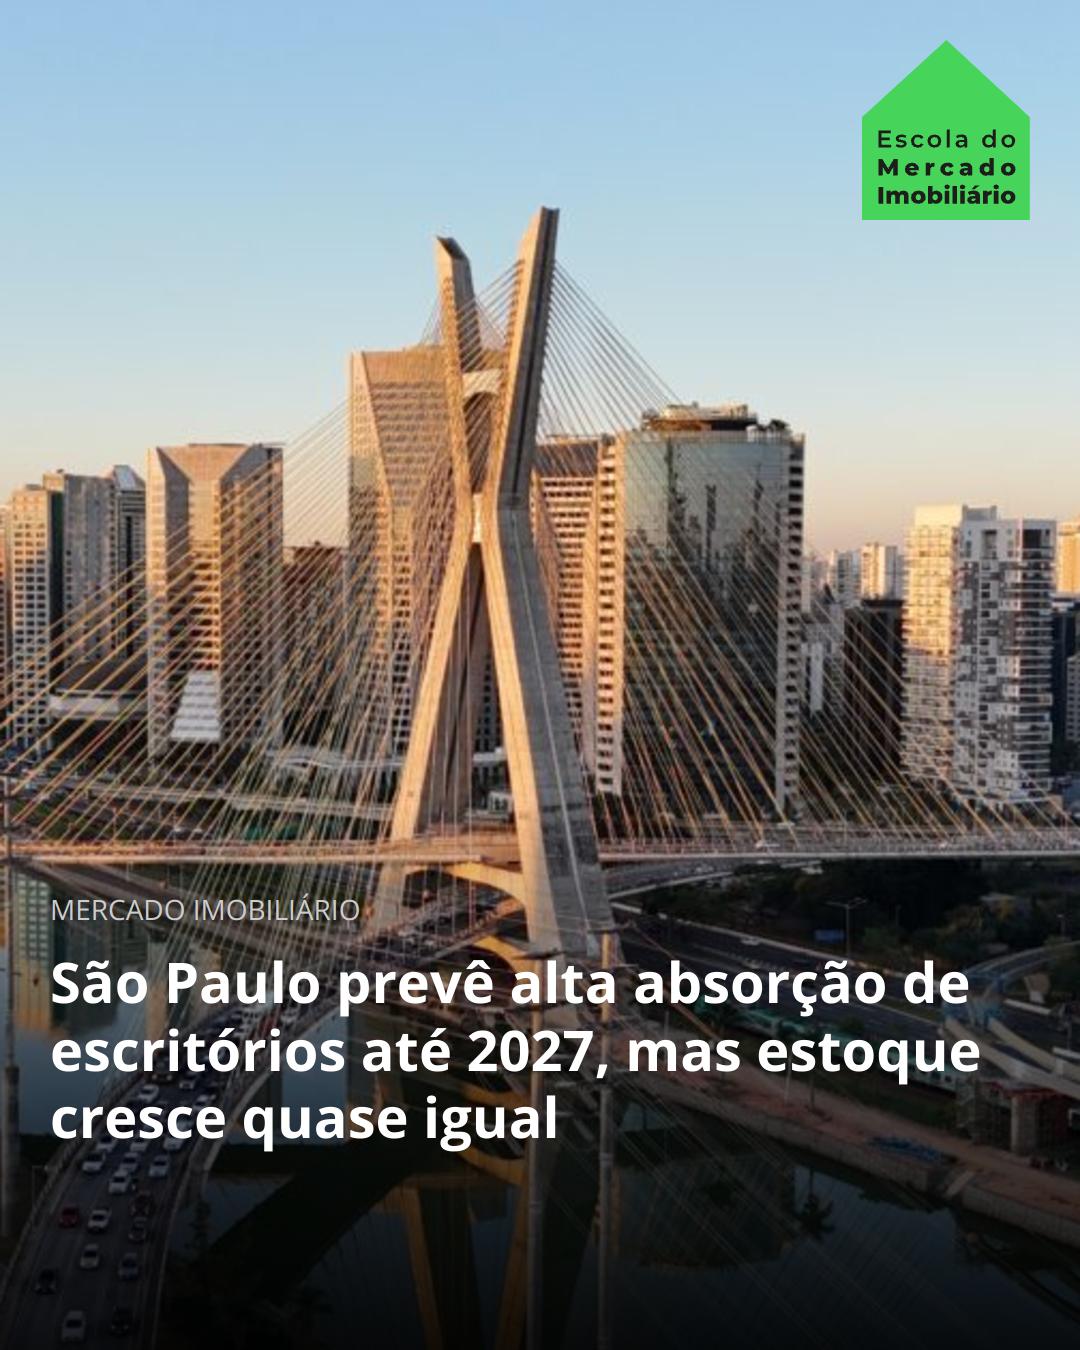 Escola do
Mercado
Imobiliário
MERCADO IMOBILIÁRIO
São Paulo prevê alta absorção de
escritórios até 2027, mas estoque
cresce quase igual